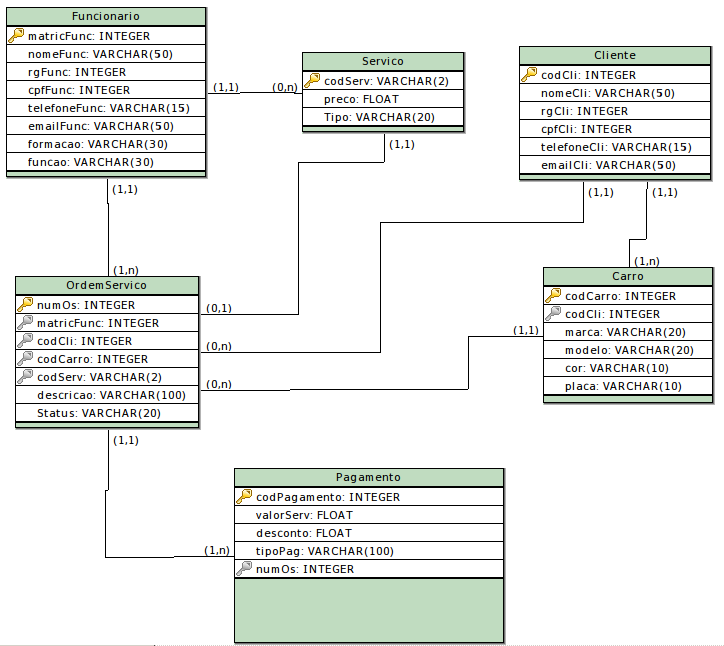 Funcionario
matricFunc: INTEGER
nomeFunc: VARCHAR(50)
rgFunc: INTEGER
cpfFunc: INTEGER
telefoneFunc: VARCHAR(15)
emailFunc: VARCHAR(50)
formacao: VARCHAR(30)
funcao: VARCHAR(30)
(1,1)
(0,n)
Servico
codServ: VARCHAR(2)
preco: FLOAT
Tipo: VARCHAR(20)
(1,1)
Cliente
codCli: INTEGER
nomeCli: VARCHAR(50)
rgCli: INTEGER
cpfCli: INTEGER
telefoneCli: VARCHAR(15)
emailCli: VARCHAR(50)
(1,1)
(1,1)
(1,1)
(1,n)
(1,n)
OrdemServico
numOs: INTEGER
matricFunc: INTEGER
codCli: INTEGER
codCarro: INTEGER
codServ: VARCHAR(2)
descricao: VARCHAR(100)
Status: VARCHAR(20)
(0,1)
(0,n)
(0,n)
(1,1)
Carro
codCarro: INTEGER
codCli: INTEGER
marca: VARCHAR(20)
modelo: VARCHAR(20)
cor: VARCHAR(10)
placa: VARCHAR(10)
(1,1)
(1,n)
Pagamento
codPagamento: INTEGER
valorServ: FLOAT
desconto: FLOAT
tipoPag: VARCHAR(100)
numOs: INTEGER